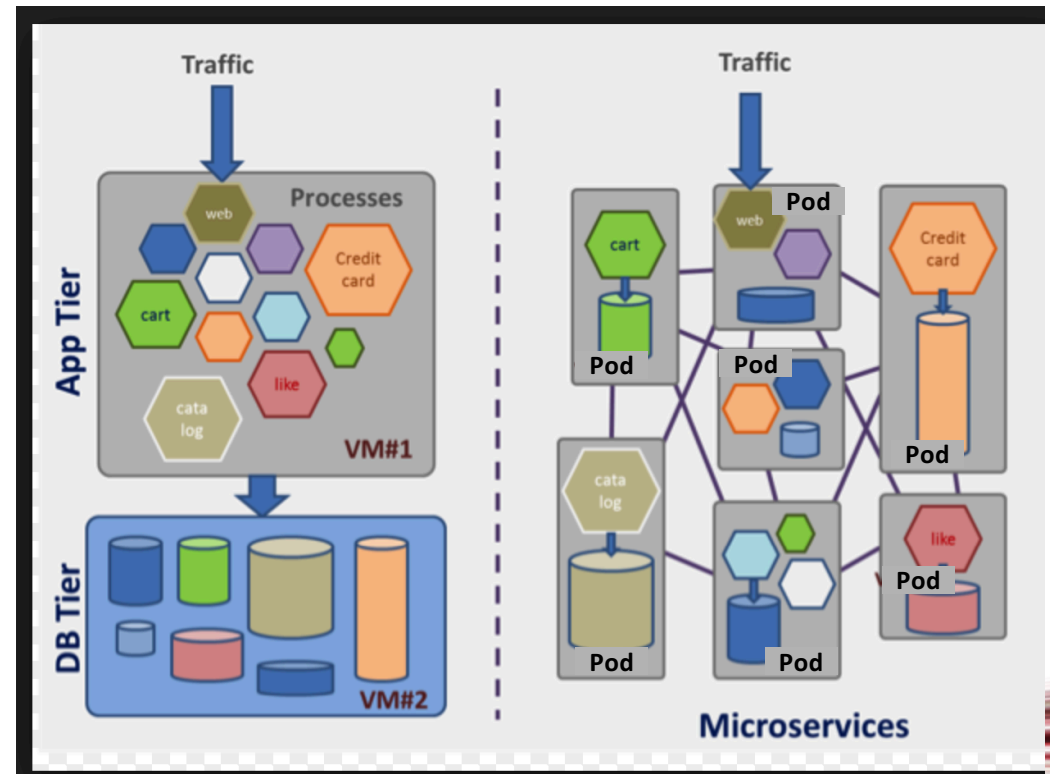 Traffic
Processes
web
Credit
card
cart
like
cata
log
VM#1
App Tier
DB Tier
VM#2
Traffic
cart
Pod
web
Pod
Credit
card
Pod
Pod
cata
log
Pod
Pod
like
Pod
Microservices